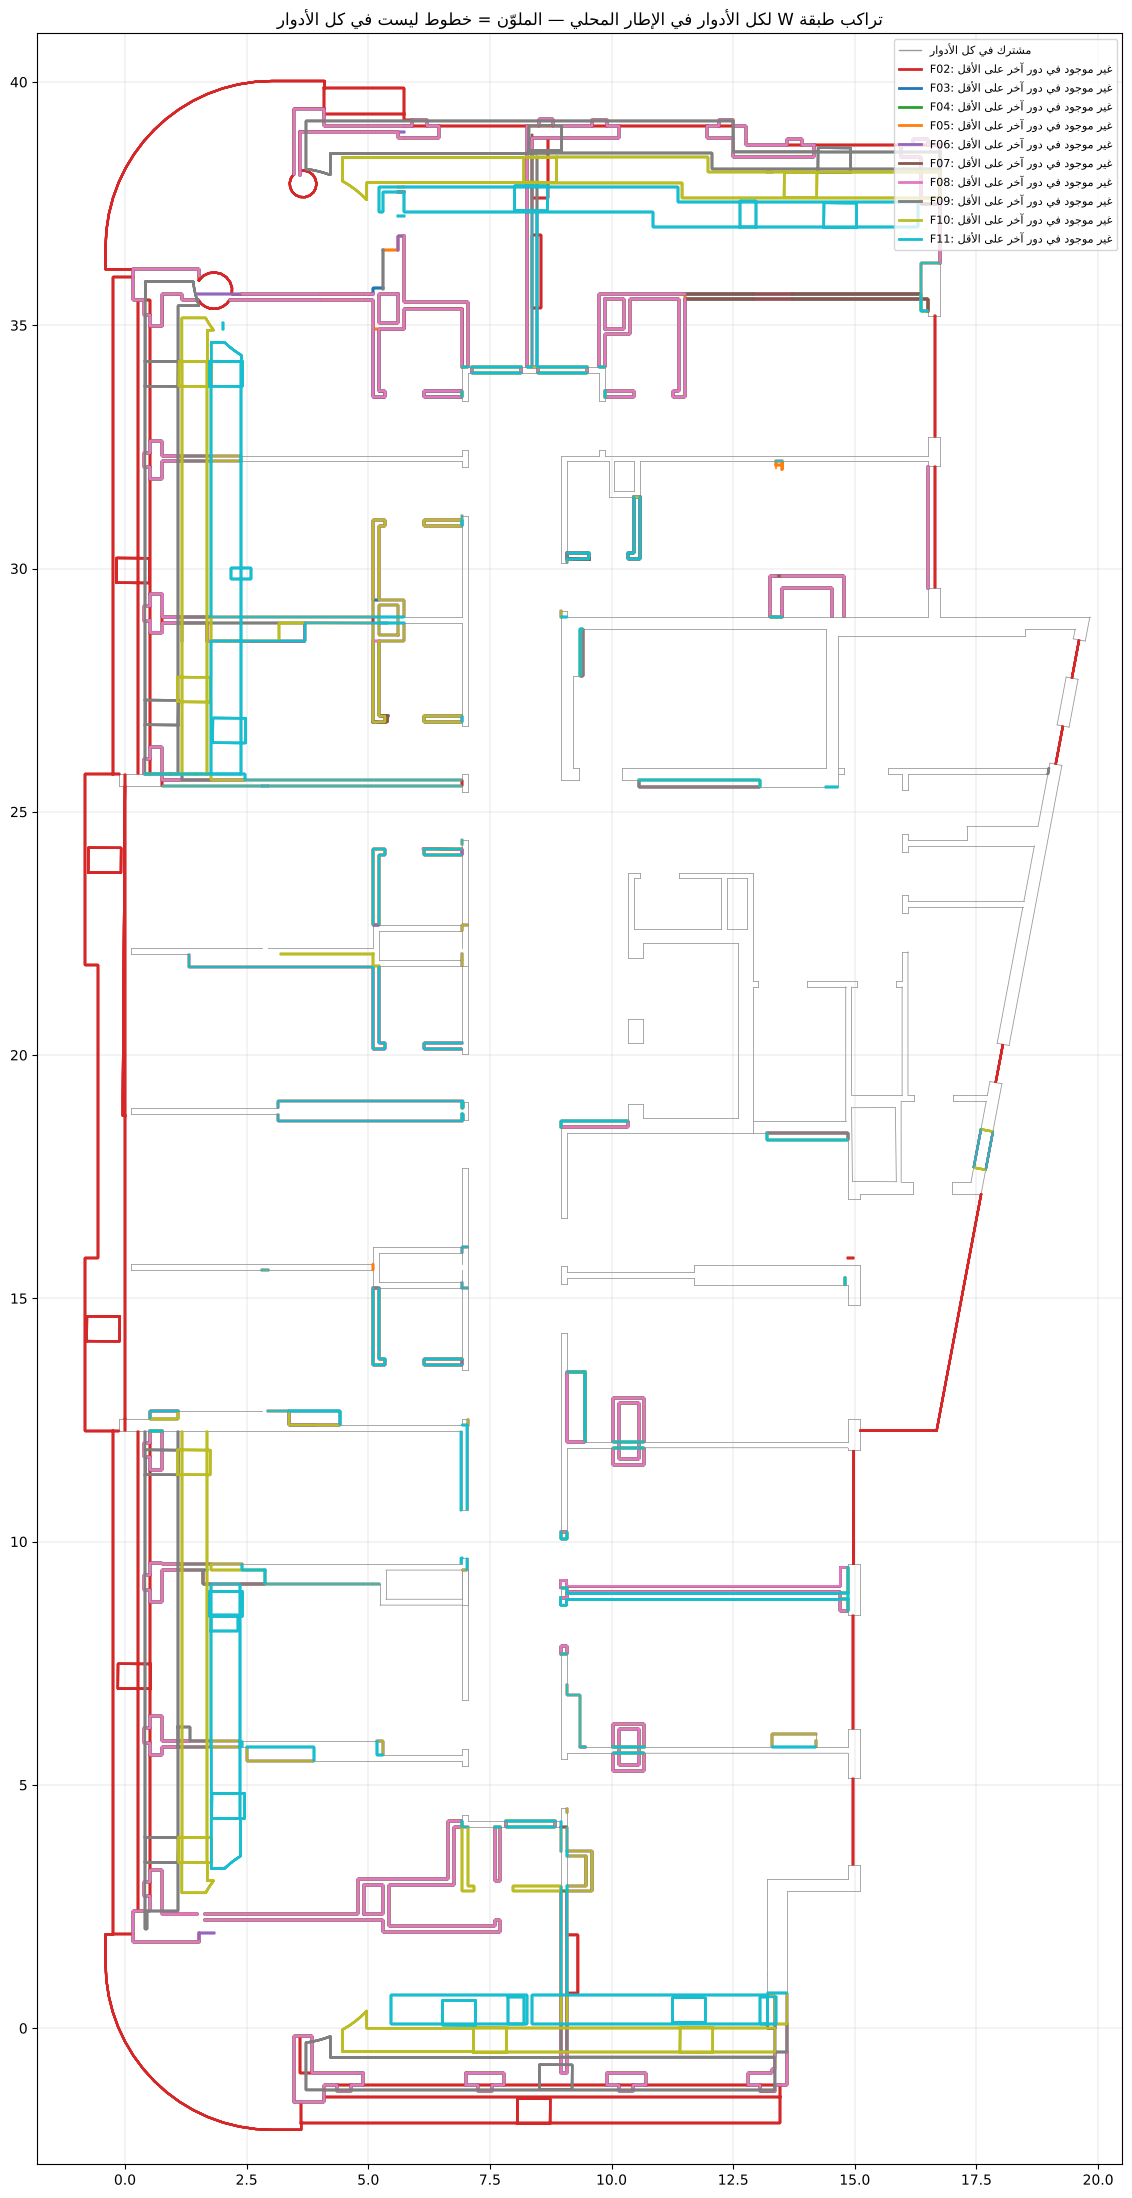 تراكب طبقة W لكل الأدوار في الإطار المحلي — الملوّن = خطوط ليست في كل الأدوار
مشترك في كل الأدوار
F02: غير موجود في دور آخر على الأقل
F03: غير موجود في دور آخر على الأقل
F04: غير موجود في دور آخر على الأقل
F05: غير موجود في دور آخر على الأقل
F06: غير موجود في دور آخر على الأقل
F07: غير موجود في دور آخر على الأقل
F08: غير موجود في دور آخر على الأقل
F09: غير موجود في دور آخر على الأقل
F10: غير موجود في دور آخر على الأقل
F11: غير موجود في دور آخر على الأقل
40
35
30
25
20
15
10
5
0
0.0 2.5 5.0 7.5 10.0 12.5 15.0 17.5 20.0